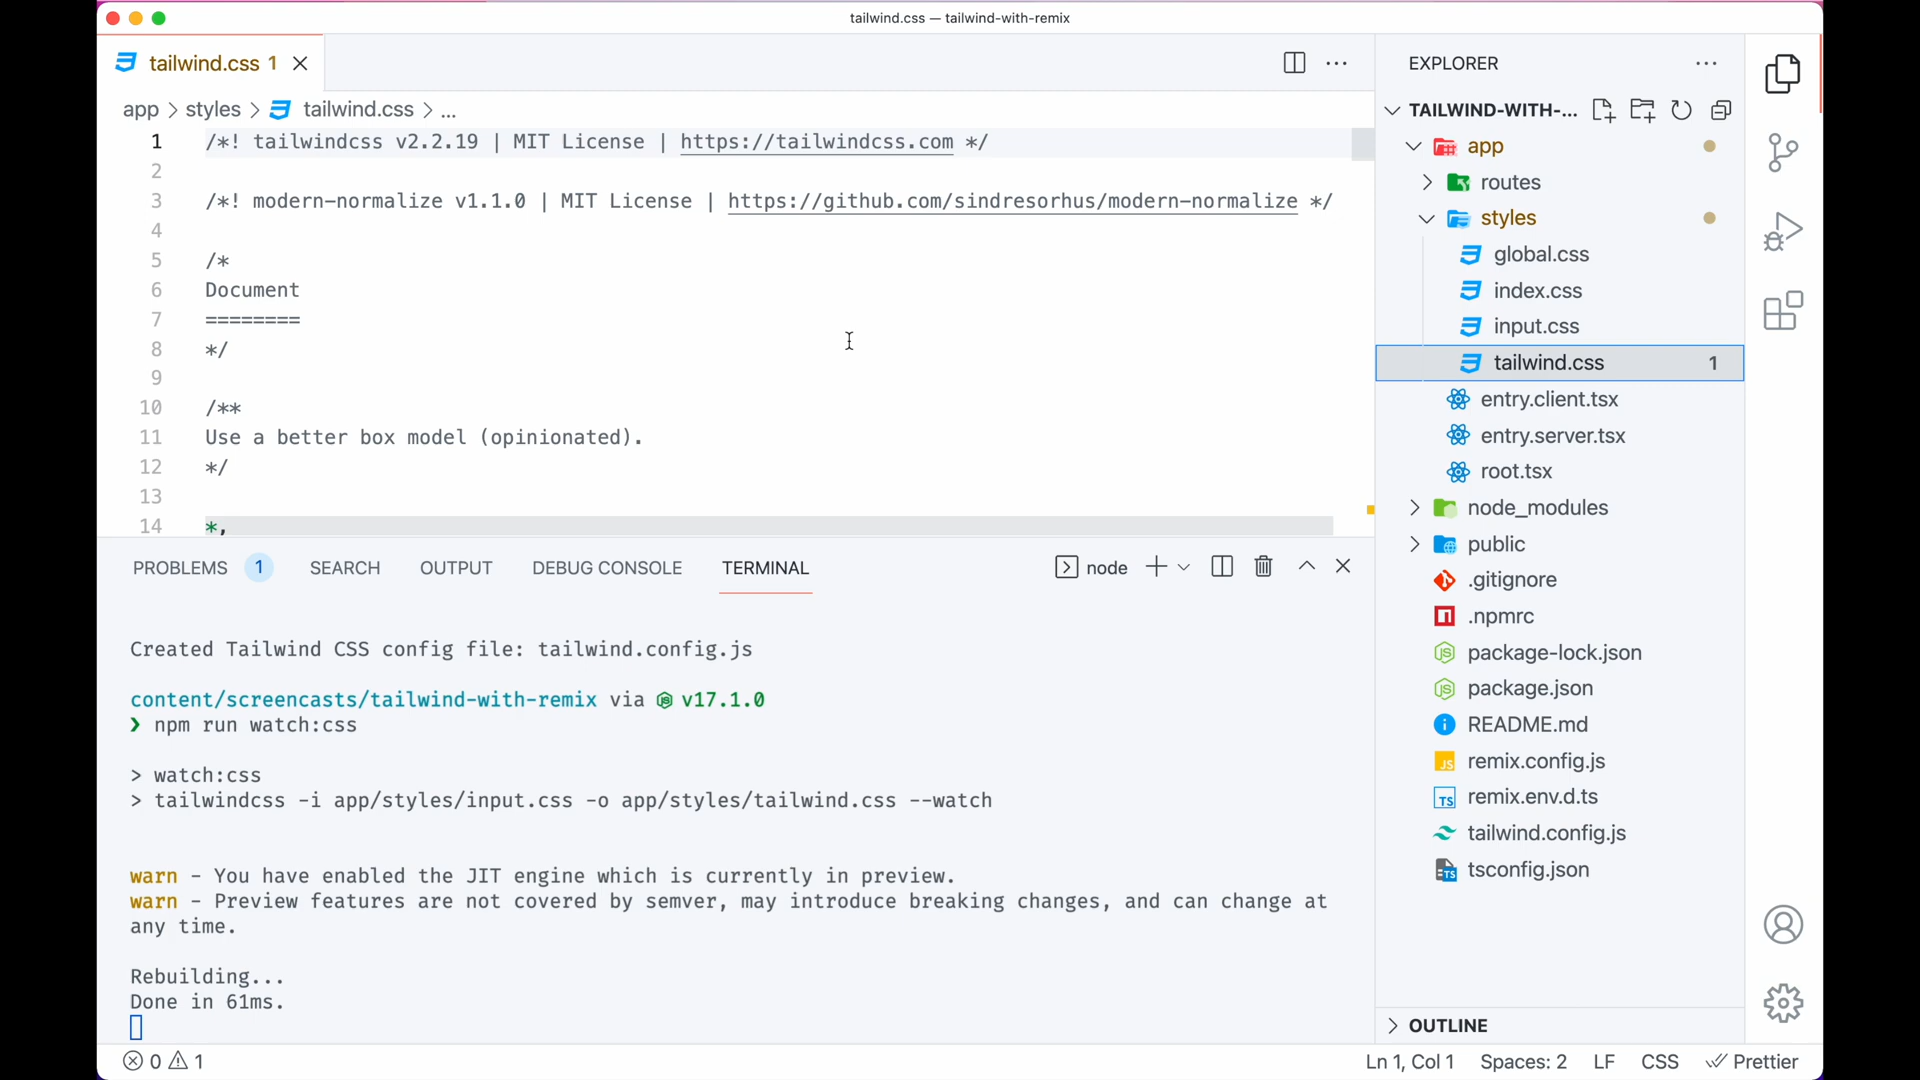 tailwind.css — tailwind-with-remix
tailwind.css 1
app > styles > tailwind.css > ...
1 /*! tailwindcss v2.2.19 | MIT License | https://tailwindcss.com */
2
3 /*! modern-normalize v1.1.0 | MIT License | https://github.com/sindresorhus/modern-normalize */
4
5 /*
6 Document
7 ========
8 */
9
10 /**
11 Use a better box model (opinionated).
12 */
13
14 *,
PROBLEMS 1 SEARCH OUTPUT DEBUG CONSOLE TERMINAL
node
Created Tailwind CSS config file: tailwind.config.js
content/screencasts/tailwind-with-remix via v17.1.0
❯ npm run watch:css
> watch:css
> tailwindcss -i app/styles/input.css -o app/styles/tailwind.css --watch
warn - You have enabled the JIT engine which is currently in preview.
warn - Preview features are not covered by semver, may introduce breaking changes, and can change at
any time.
Rebuilding...
Done in 61ms.
EXPLORER
TAILWIND-WITH-...
app
routes
styles
global.css
index.css
input.css
tailwind.css 1
entry.client.tsx
entry.server.tsx
root.tsx
node_modules
public
.gitignore
.npmrc
package-lock.json
package.json
README.md
remix.config.js
remix.env.d.ts
tailwind.config.js
tsconfig.json
OUTLINE
0 1
Ln 1, Col 1 Spaces: 2 LF CSS Prettier